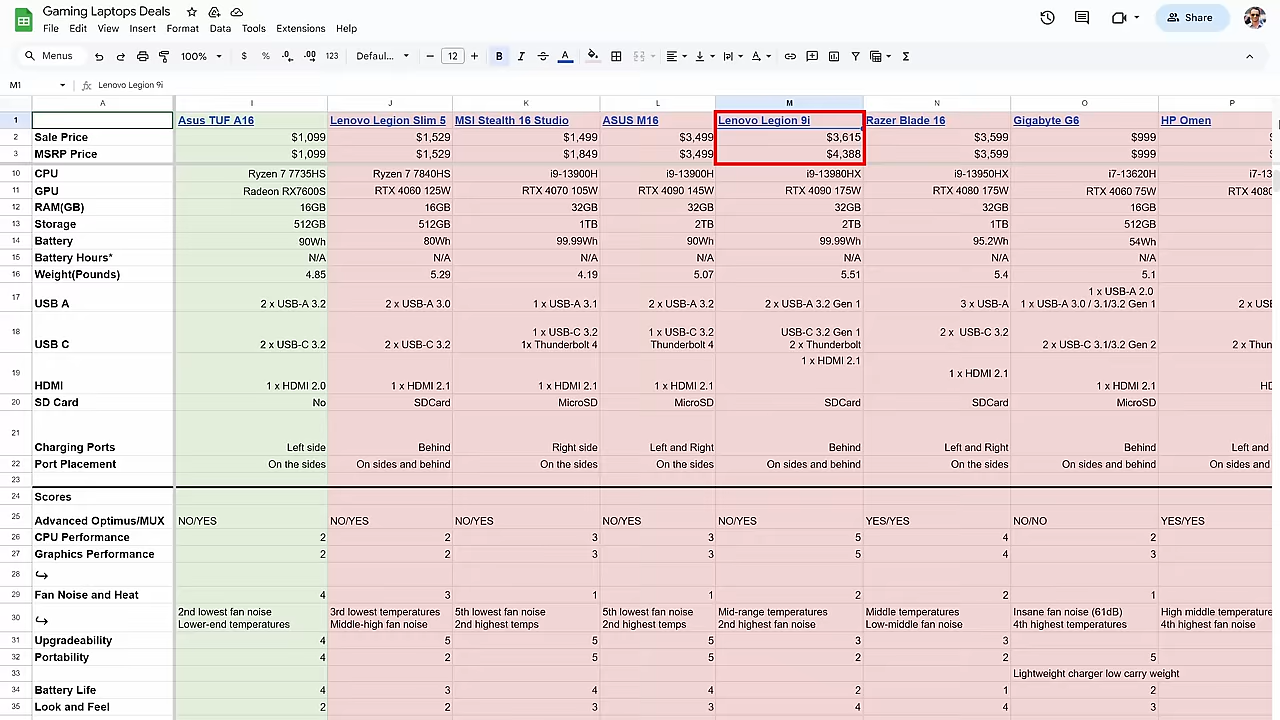 Gaming Laptops Deals
File Edit View Insert Format Data Tools Extensions Help
Share
Menus 100% $ % .0 .00 123 Defaul... 12 B I A
M1 fx Lenovo Legion 9i
A I J K L M N O P
1 Asus TUF A16 Lenovo Legion Slim 5 MSI Stealth 16 Studio ASUS M16 Lenovo Legion 9i Razer Blade 16 Gigabyte G6 HP Omen
2 Sale Price $1,099 $1,529 $1,499 $3,499 $3,615 $3,599 $999
3 MSRP Price $1,099 $1,529 $1,849 $3,499 $4,388 $3,599 $999
10 CPU Ryzen 7 7735HS Ryzen 7 7840HS i9-13900H i9-13900H i9-13980HX i9-13950HX i7-13620H i7-13
11 GPU Radeon RX7600S RTX 4060 125W RTX 4070 105W RTX 4090 145W RTX 4090 175W RTX 4080 175W RTX 4060 75W RTX 4080
12 RAM(GB) 16GB 16GB 32GB 32GB 32GB 32GB 16GB
13 Storage 512GB 512GB 1TB 2TB 2TB 1TB 512GB
14 Battery 90Wh 80Wh 99.99Wh 90Wh 99.99Wh 95.2Wh 54Wh
15 Battery Hours* N/A N/A N/A N/A N/A N/A N/A
16 Weight(Pounds) 4.85 5.29 4.19 5.07 5.51 5.4 5.1
1 x USB-A 2.0
17 USB A 2 x USB-A 3.2 2 x USB-A 3.0 1 x USB-A 3.1 2 x USB-A 3.2 2 x USB-A 3.2 Gen 1 3 x USB-A 1 x USB-A 3.0 / 3.1/3.2 Gen 1 2 x USB
1 x USB-C 3.2 1 x USB-C 3.2 USB-C 3.2 Gen 1 2 x USB-C 3.2
18 USB C 2 x USB-C 3.2 2 x USB-C 3.2 1x Thunderbolt 4 Thunderbolt 4 2 x Thunderbolt 2 x USB-C 3.1/3.2 Gen 2 2 x Thun
1 x HDMI 2.1
1 x HDMI 2.1
19 HDMI 1 x HDMI 2.0 1 x HDMI 2.1 1 x HDMI 2.1 1 x HDMI 2.1 1 x HDMI 2.1 HD
20 SD Card No SDCard MicroSD MicroSD SDCard SDCard MicroSD
21 Charging Ports Left side Behind Right side Left and Right Behind Left and Right Behind Left and
22 Port Placement On the sides On sides and behind On the sides On the sides On sides and behind On the sides On sides and behind On sides and
23
24 Scores
25 Advanced Optimus/MUX NO/YES NO/YES NO/YES NO/YES NO/YES YES/YES NO/NO YES/YES
26 CPU Performance 2 2 3 3 5 4 2
27 Graphics Performance 2 2 3 3 5 4 3
28 ↪
29 Fan Noise and Heat 4 3 1 1 2 2 1
2nd lowest fan noise 3rd lowest temperatures 5th lowest fan noise 5th lowest fan noise Mid-range temperatures Middle temperatures Insane fan noise (61dB) High middle temperature
30 ↪ Lower-end temperatures Middle-high fan noise 2nd highest temps 2nd highest temps 2nd highest fan noise Low-middle fan noise 4th highest temperatures 4th highest fan noise
31 Upgradeability 4 5 5 5 3 3
32 Portability 4 2 5 5 2 2 5
33 Lightweight charger low carry weight
34 Battery Life 4 3 4 4 2 1 2
35 Look and Feel 2 2 3 3 4 4 3